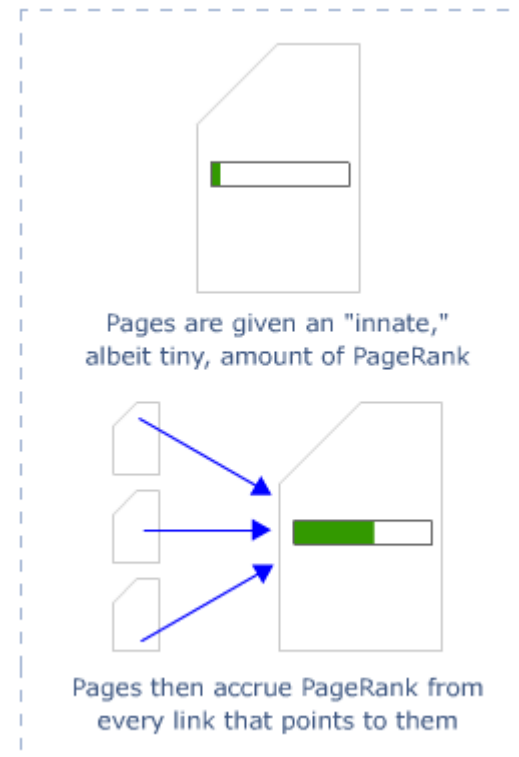 Pages are given an "innate,"
albeit tiny, amount of PageRank
Pages then accrue PageRank from
every link that points to them